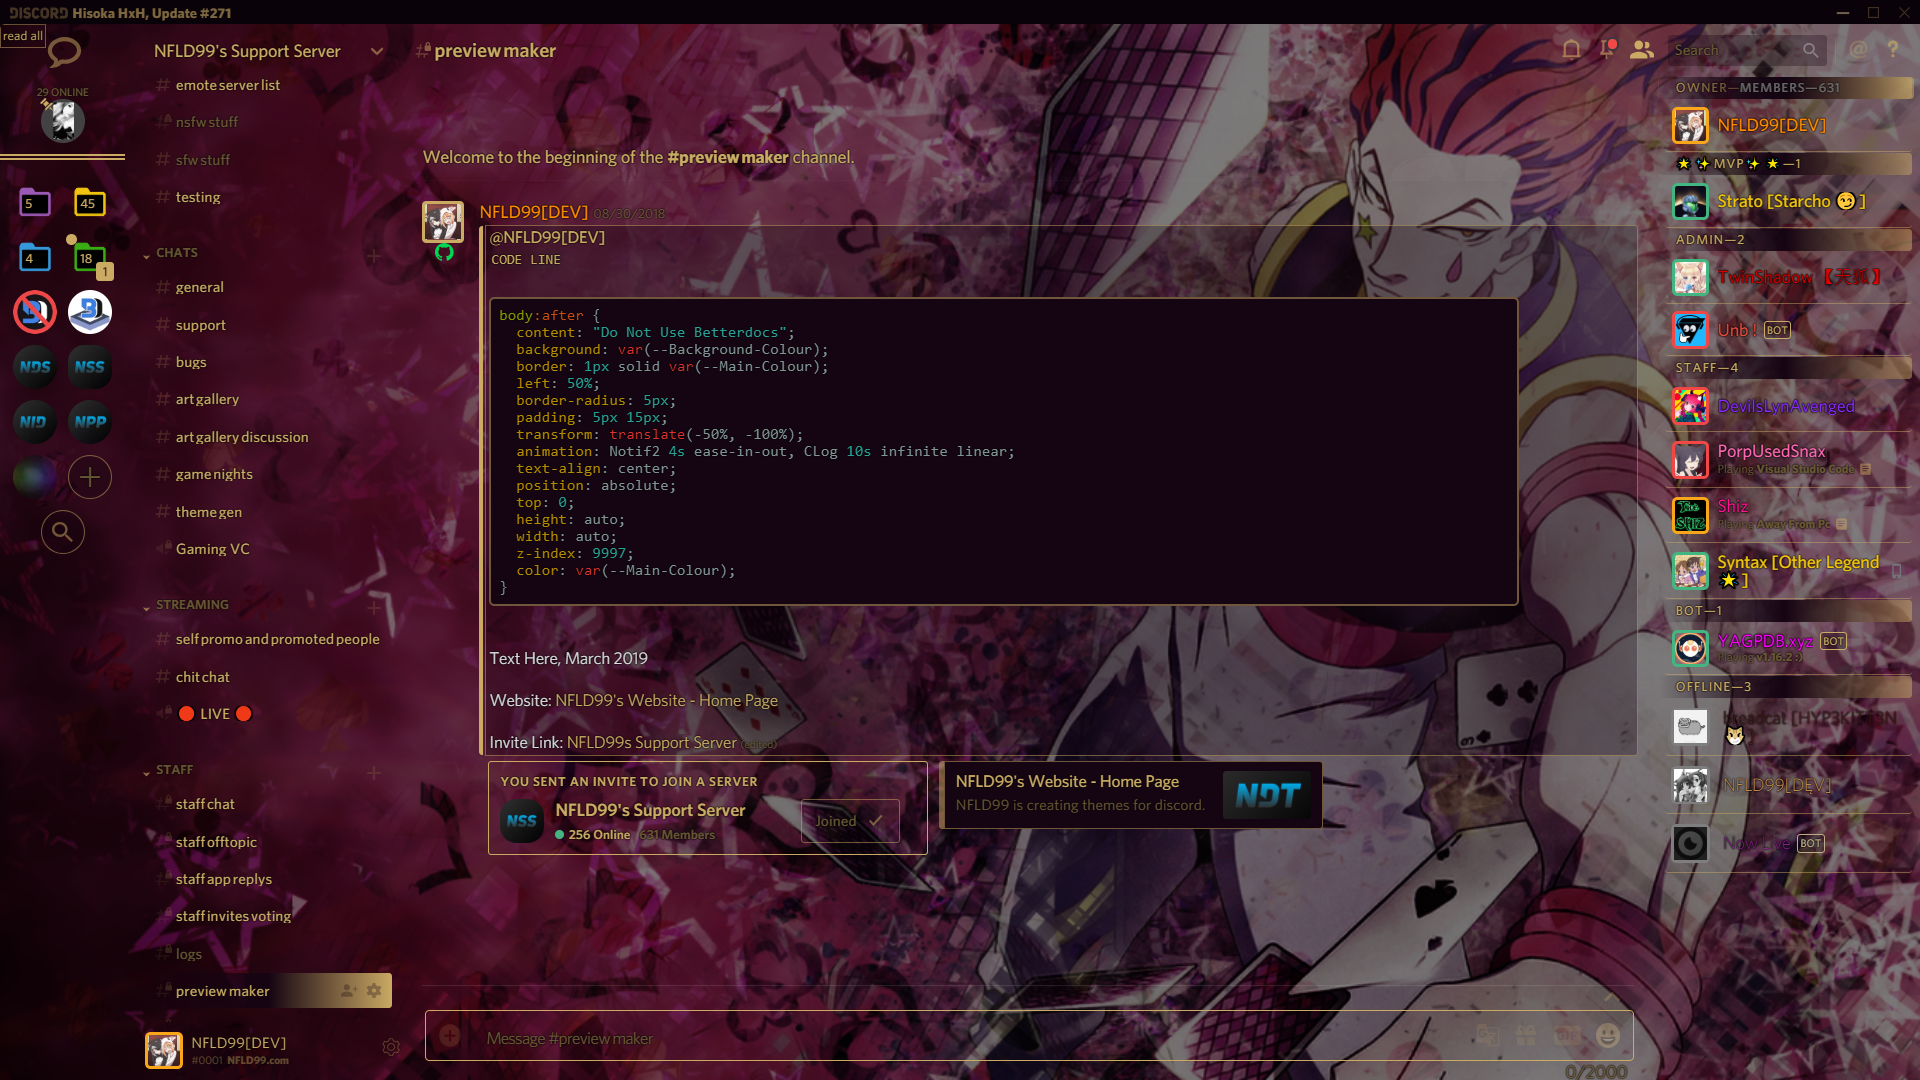 DISCORD Hisoka HxH, Update #271
read all
29 ONLINE
5
45
4
18
1
NDS
NSS
NID
NPP
NFLD99's Support Server
emote server list
nsfw stuff
sfw stuff
testing
CHATS
general
support
bugs
art gallery
art gallery discussion
game nights
theme gen
Gaming VC
STREAMING
self promo and promoted people
chit chat
LIVE
STAFF
staff chat
staff offtopic
staff app replys
staff invites voting
logs
preview maker
NFLD99[DEV]
#0001 NFLD99.com
preview maker
Search
Welcome to the beginning of the #preview maker channel.
NFLD99[DEV] 08/30/2018
@NFLD99[DEV]
CODE LINE
body:after {
content: "Do Not Use Betterdocs";
background: var(--Background-Colour);
border: 1px solid var(--Main-Colour);
left: 50%;
border-radius: 5px;
padding: 5px 15px;
transform: translate(-50%, -100%);
animation: Notif2 4s ease-in-out, CLog 10s infinite linear;
text-align: center;
position: absolute;
top: 0;
height: auto;
width: auto;
z-index: 9997;
color: var(--Main-Colour);
}
Text Here, March 2019
Website: NFLD99's Website - Home Page
Invite Link: NFLD99s Support Server (edited)
YOU SENT AN INVITE TO JOIN A SERVER
NSS
NFLD99's Support Server
256 Online 631 Members
Joined
NFLD99's Website - Home Page
NFLD99 is creating themes for discord.
NDT
Message #preview maker
GIF
0/2000
OWNER—MEMBERS—631
NFLD99[DEV]
MVP —1
Strato [Starcho ]
ADMIN—2
TwinShadow 【天狐】
Unb ! BOT
STAFF—4
DevilsLynAvenged
PorpUsedSnax
Playing Visual Studio Code
The SHIZ
Shiz
Playing Away From Pc
Syntax [Other Legend
]
BOT—1
YAGPDB.xyz BOT
Playing v1.16.2 :)
OFFLINE—3
NFLD99[DEV]
Now Live BOT